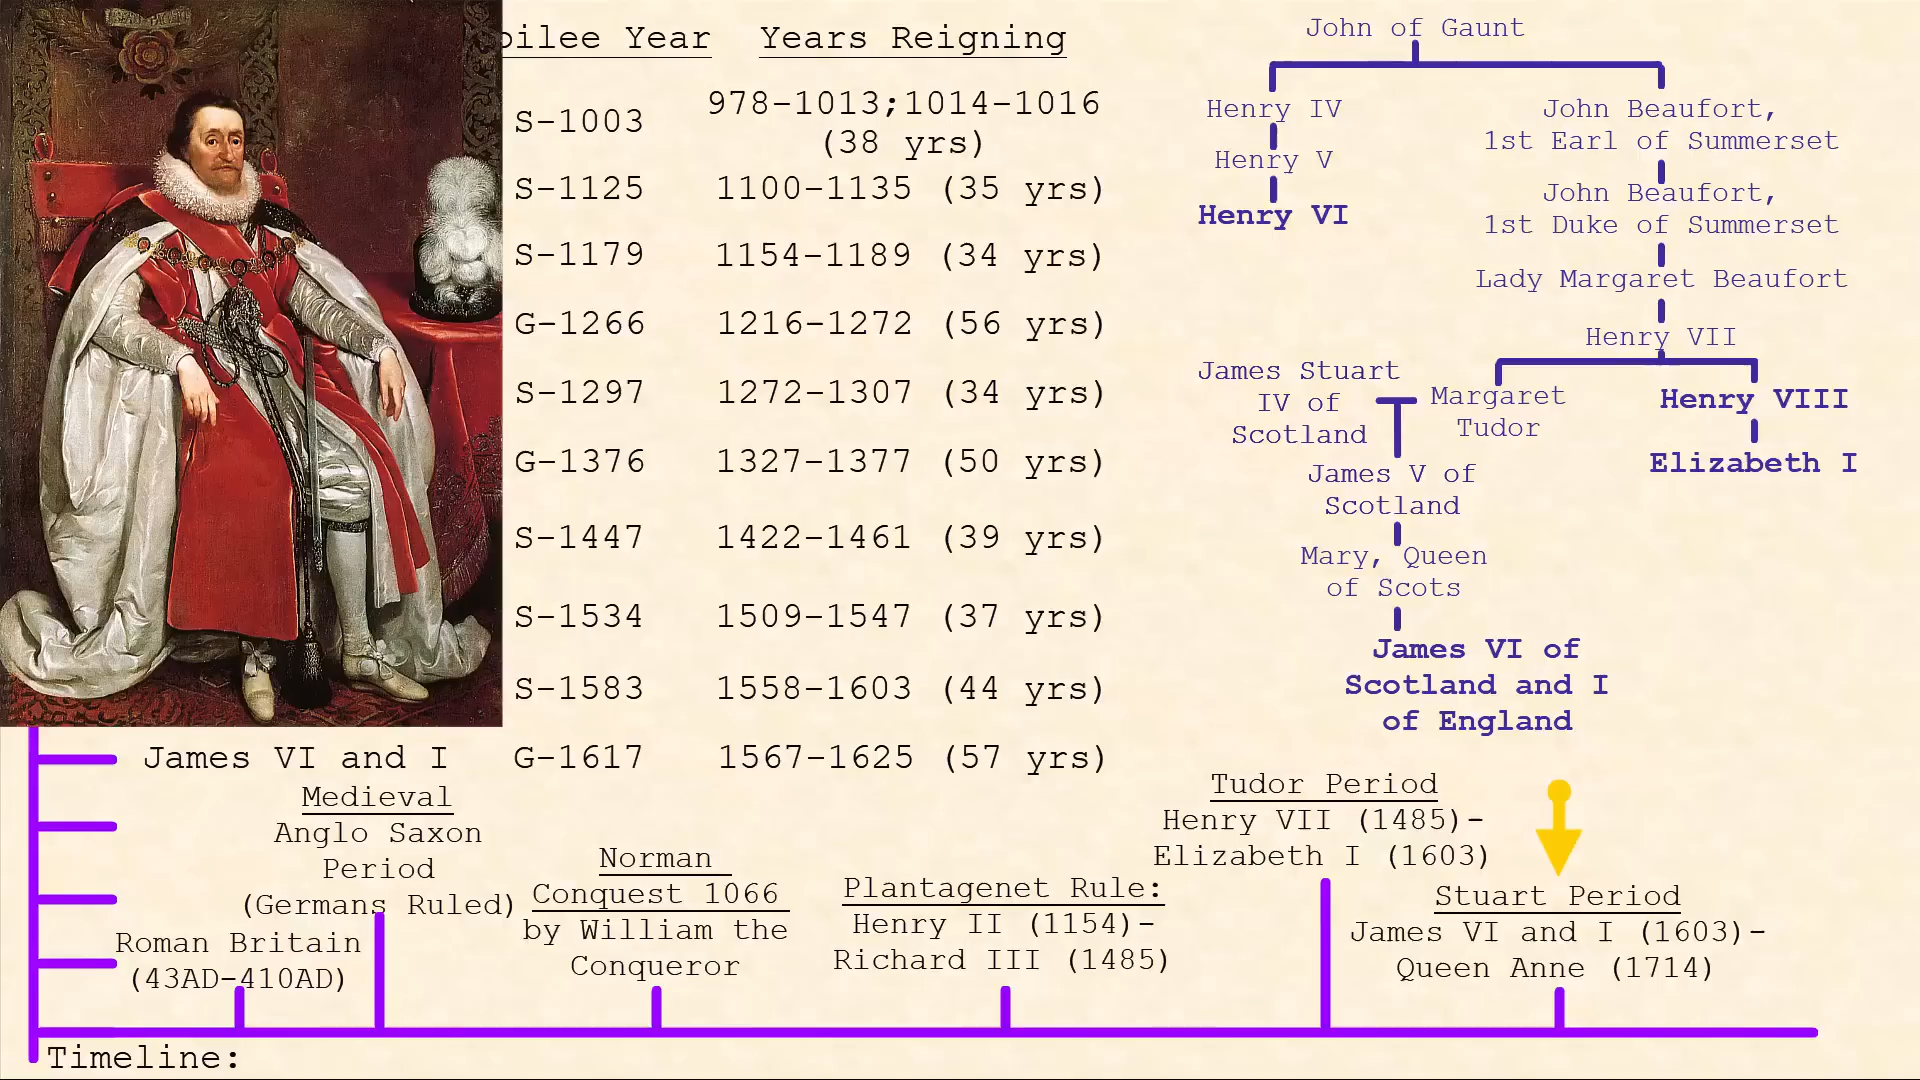 bilee Year Years Reigning
S-1003 978-1013;1014-1016
(38 yrs)
S-1125 1100-1135 (35 yrs)
S-1179 1154-1189 (34 yrs)
G-1266 1216-1272 (56 yrs)
S-1297 1272-1307 (34 yrs)
G-1376 1327-1377 (50 yrs)
S-1447 1422-1461 (39 yrs)
S-1534 1509-1547 (37 yrs)
S-1583 1558-1603 (44 yrs)
James VI and I G-1617 1567-1625 (57 yrs)
John of Gaunt
Henry IV
Henry V
Henry VI
John Beaufort,
1st Earl of Summerset
John Beaufort,
1st Duke of Summerset
Lady Margaret Beaufort
Henry VII
James Stuart
IV of
Scotland
Margaret
Tudor
Henry VIII
Elizabeth I
James V of
Scotland
Mary, Queen
of Scots
James VI of
Scotland and I
of England
Roman Britain
(43AD-410AD)
Medieval
Anglo Saxon
Period
(Germans Ruled)
Norman
Conquest 1066
by William the
Conqueror
Plantagenet Rule:
Henry II (1154)-
Richard III (1485)
Tudor Period
Henry VII (1485)-
Elizabeth I (1603)
Stuart Period
James VI and I (1603)-
Queen Anne (1714)
Timeline: